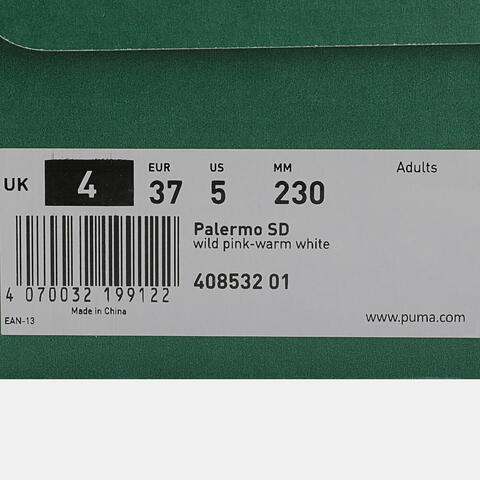 UK 4 EUR 37 US 5 MM 230 Adults
Palermo SD
wild pink-warm white
408532 01
4 070032 199122
Made in China
EAN-13
www.puma.com